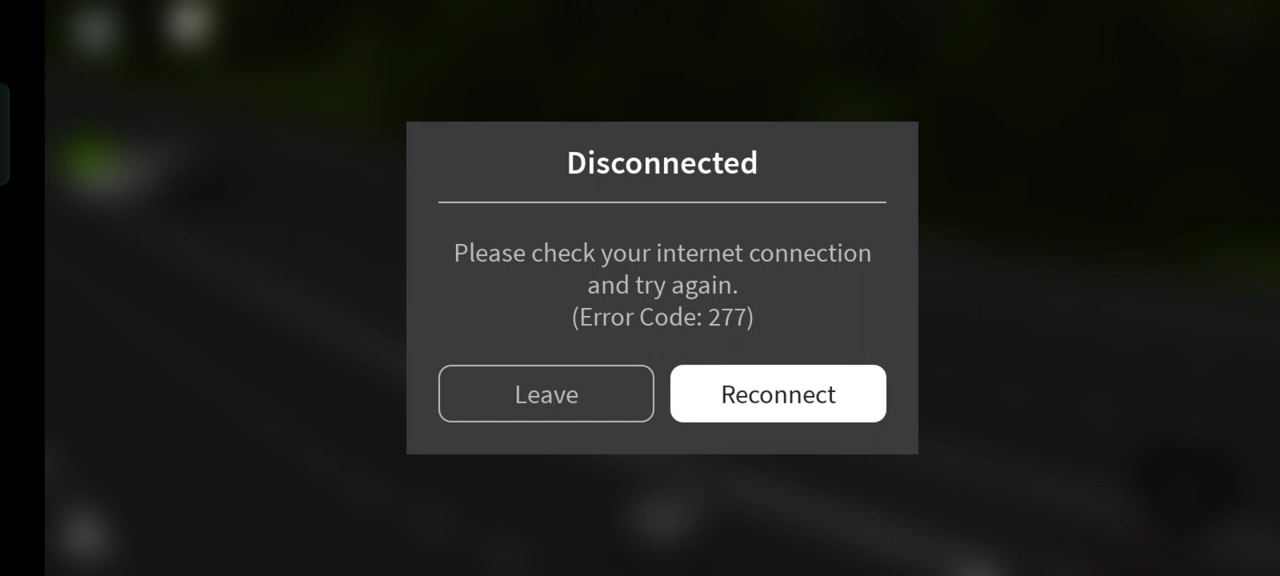 Disconnected
Please check your internet connection
and try again.
(Error Code: 277)
Leave
Reconnect